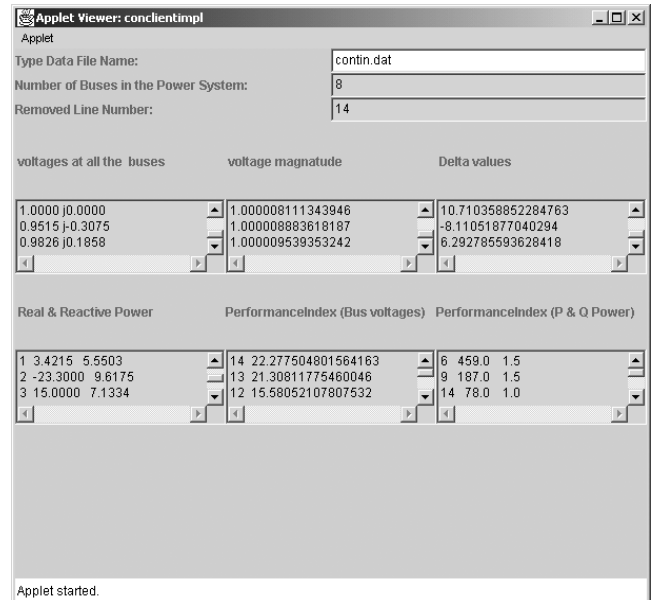 Applet Viewer: conclientimpl
Applet
Type Data File Name: contin.dat
Number of Buses in the Power System: 8
Removed Line Number: 14
voltages at all the buses voltage magnatude Delta values
1.0000 j0.0000 1.000008111343946 10.710358852284763
0.9515 j-0.3075 1.000008883618187 -8.11051877040294
0.9826 j0.1858 1.000009539353242 6.292785593628418
Real & Reactive Power PerformanceIndex (Bus voltages) PerformanceIndex (P & Q Power)
1 3.4215 5.5503 14 22.277504801564163 6 459.0 1.5
2 -23.3000 9.6175 13 21.30811775460046 9 187.0 1.5
3 15.0000 7.1334 12 15.58052107807532 14 78.0 1.0
Applet started.